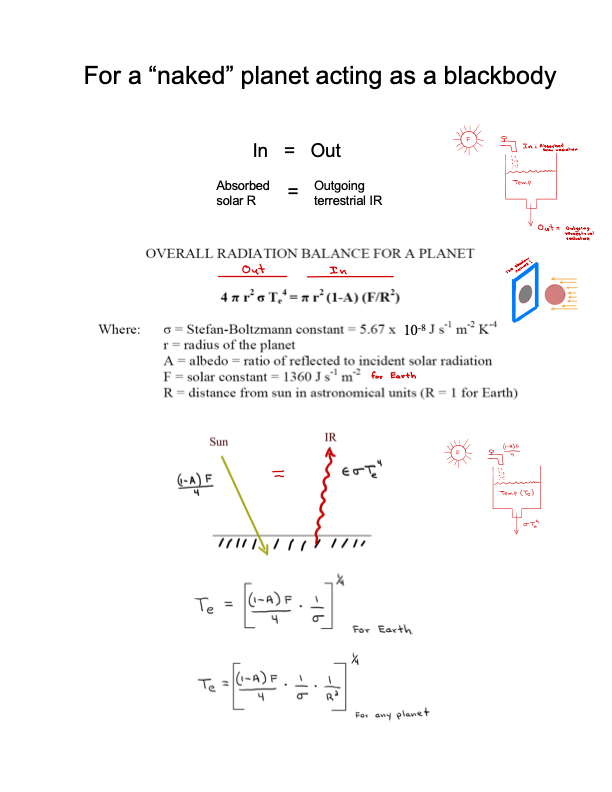 For a “naked” planet acting as a blackbody
In = Out
Absorbed solar R = Outgoing terrestrial IR
F
In = Absorbed solar radiation
Temp
Out = Outgoing terrestrial radiation
OVERALL RADIATION BALANCE FOR A PLANET
Out In
4 π r² σ Tₑ⁴ = π r² (1-A) (F/R²)
Where: σ = Stefan-Boltzmann constant = 5.67 x 10⁻⁸ J s⁻¹ m⁻² K⁻⁴
r = radius of the planet
A = albedo = ratio of reflected to incident solar radiation
F = solar constant = 1360 J s⁻¹ m⁻² for Earth
R = distance from sun in astronomical units (R = 1 for Earth)
Sun IR
(1-A) F / 4 = ϵ σ Tₑ⁴
F
(1-A) F / 4
Temp (Tₑ)
σ Tₑ⁴
Tₑ = [ (1-A) F / 4 · 1 / σ ]^¼
For Earth
Tₑ = [ (1-A) F / 4 · 1 / σ · 1 / R² ]^¼
For any planet